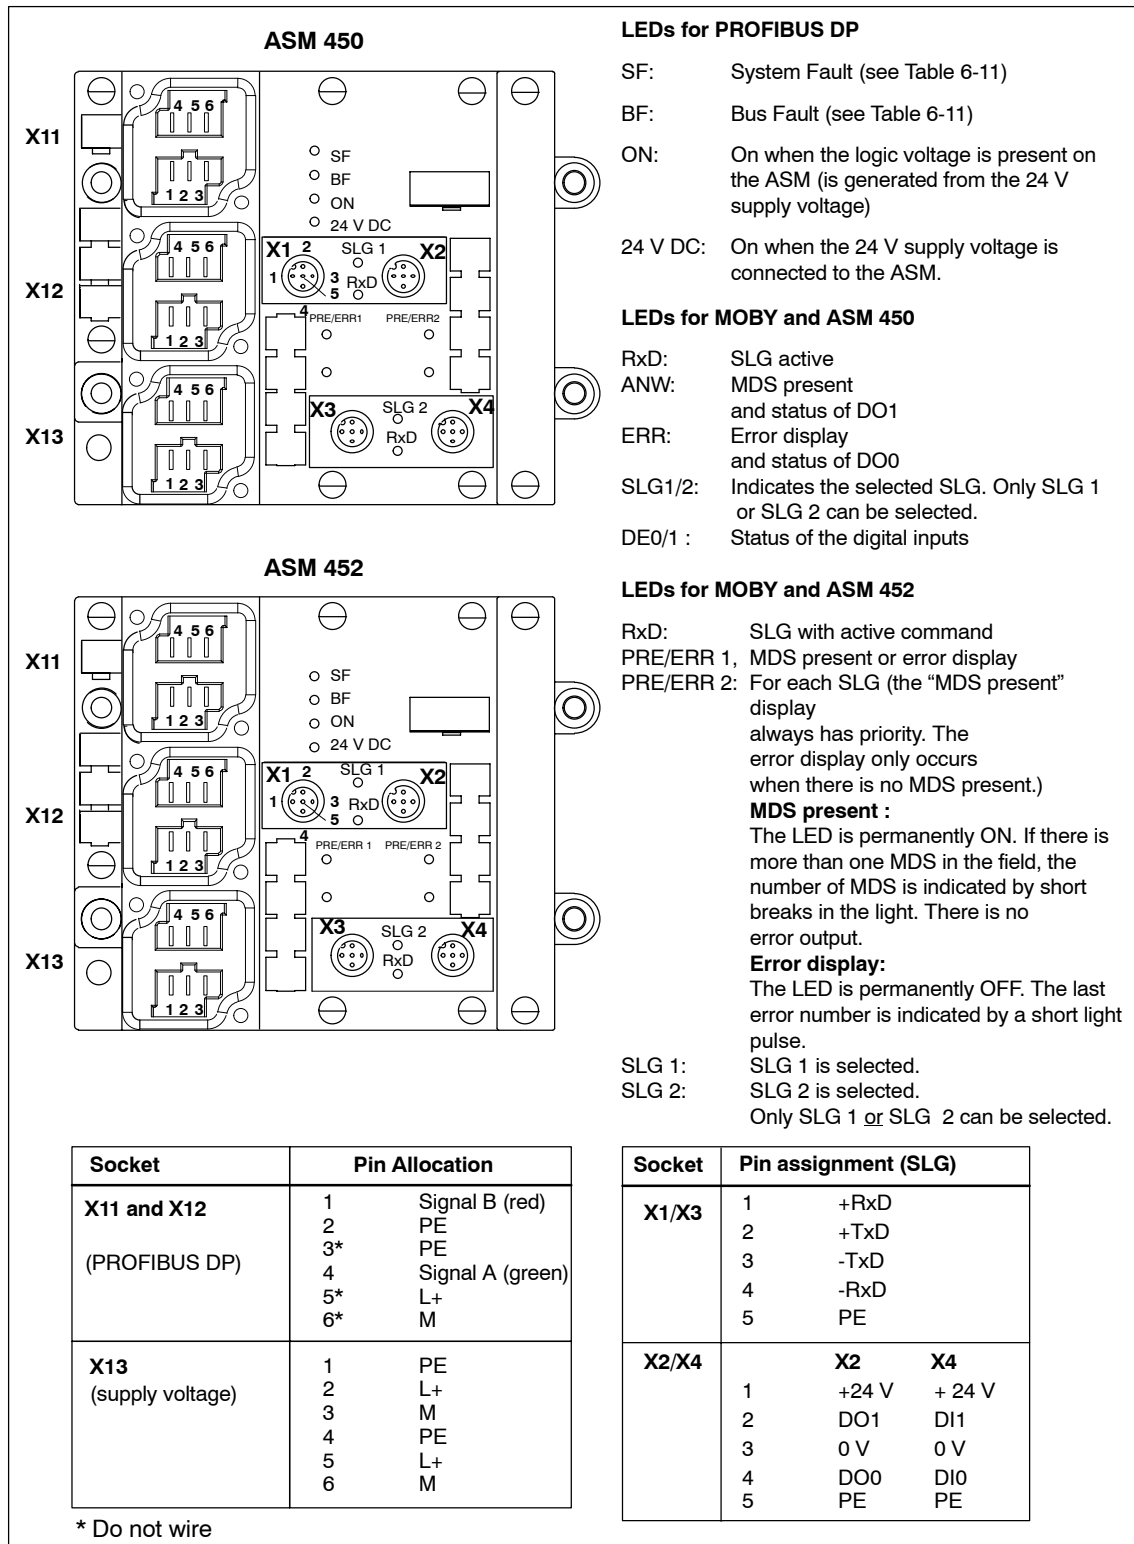 ASM 450
X11
4 5 6
1 2 3
SF
BF
ON
24 V DC
X1 2 SLG 1 X2
1 3 RxD
5
X12
4 5 6
1 2 3
4
PRE/ERR1 PRE/ERR2
X13
4 5 6
1 2 3
X3 SLG 2 X4
RxD
ASM 452
X11
4 5 6
1 2 3
SF
BF
ON
24 V DC
X1 2 SLG 1 X2
1 3 RxD
5
X12
4 5 6
1 2 3
4
PRE/ERR 1 PRE/ERR 2
X13
4 5 6
1 2 3
X3 SLG 2 X4
RxD
LEDs for PROFIBUS DP
SF: System Fault (see Table 6-11)
BF: Bus Fault (see Table 6-11)
ON: On when the logic voltage is present on
the ASM (is generated from the 24 V
supply voltage)
24 V DC: On when the 24 V supply voltage is
connected to the ASM.
LEDs for MOBY and ASM 450
RxD: SLG active
ANW: MDS present
and status of DO1
ERR: Error display
and status of DO0
SLG1/2: Indicates the selected SLG. Only SLG 1
or SLG 2 can be selected.
DE0/1 : Status of the digital inputs
LEDs for MOBY and ASM 452
RxD: SLG with active command
PRE/ERR 1, MDS present or error display
PRE/ERR 2: For each SLG (the “MDS present”
display
always has priority. The
error display only occurs
when there is no MDS present.)
MDS present :
The LED is permanently ON. If there is
more than one MDS in the field, the
number of MDS is indicated by short
breaks in the light. There is no
error output.
Error display:
The LED is permanently OFF. The last
error number is indicated by a short light
pulse.
SLG 1: SLG 1 is selected.
SLG 2: SLG 2 is selected.
Only SLG 1 or SLG 2 can be selected.
Socket Pin Allocation
X11 and X12
(PROFIBUS DP)
1 Signal B (red)
2 PE
3* PE
4 Signal A (green)
5* L+
6* M
X13
(supply voltage)
1 PE
2 L+
3 M
4 PE
5 L+
6 M
* Do not wire
Socket Pin assignment (SLG)
X1/X3
1 +RxD
2 +TxD
3 -TxD
4 -RxD
5 PE
X2/X4 X2 X4
1 +24 V + 24 V
2 DO1 DI1
3 0 V 0 V
4 DO0 DI0
5 PE PE